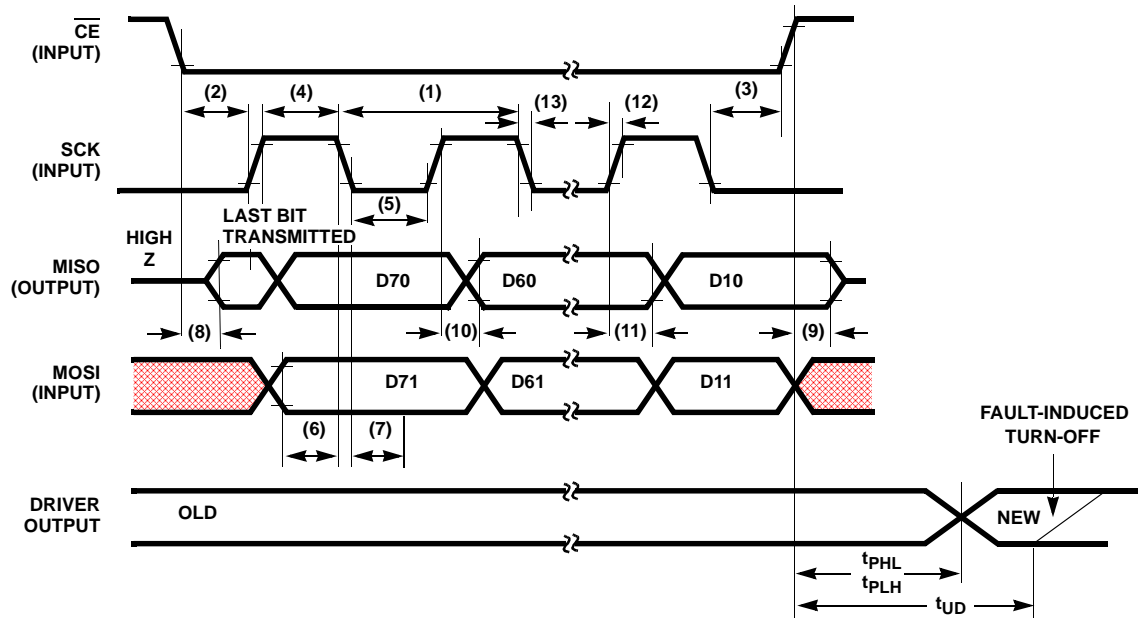 CE
(INPUT)
(2)
(4)
(1)
(13)
(12)
(3)
SCK
(INPUT)
(5)
LAST BIT
TRANSMITTED
HIGH
Z
MISO
(OUTPUT)
D70
D60
D10
(8)
(10)
(11)
(9)
MOSI
(INPUT)
D71
D61
D11
(6)
(7)
FAULT-INDUCED
TURN-OFF
DRIVER
OUTPUT
OLD
NEW
tPHL
tPLH
tUD